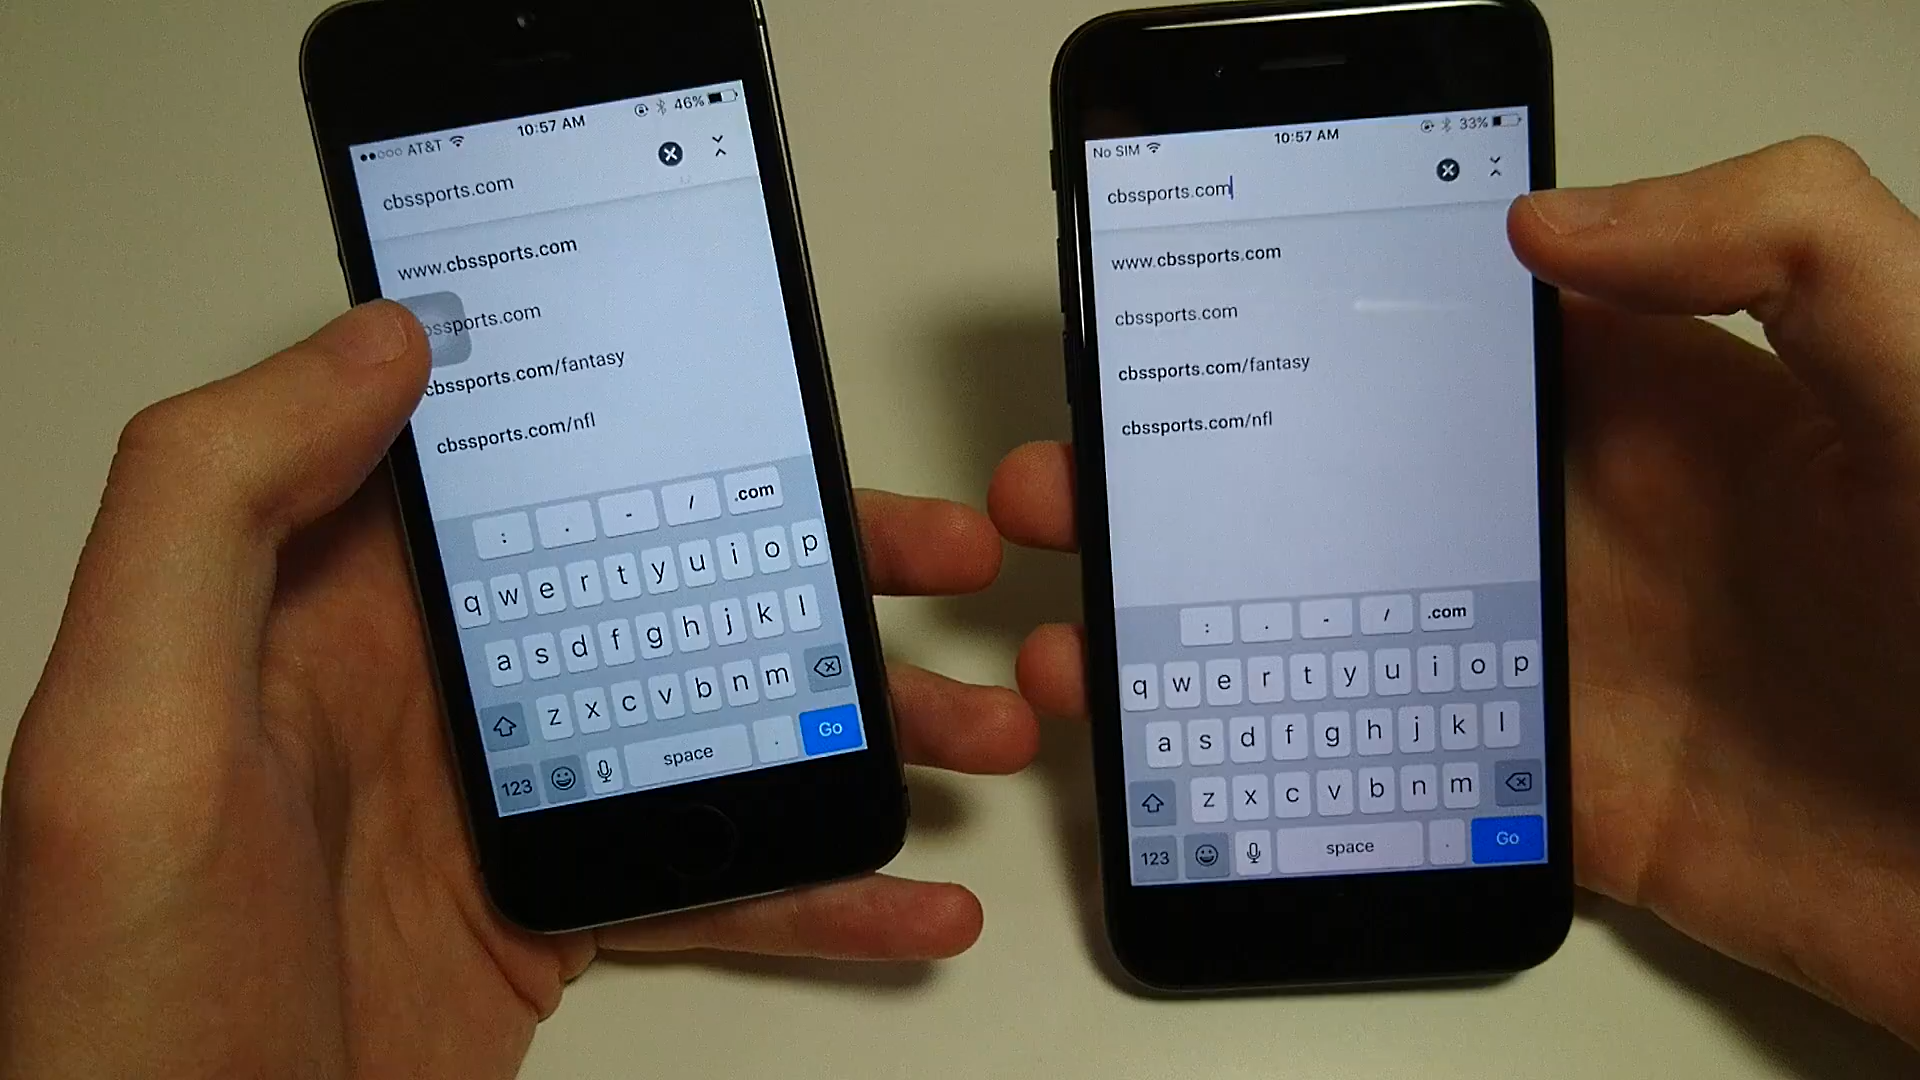 AT&T 10:57 AM 46%
cbssports.com
www.cbssports.com
bssports.com
cbssports.com/fantasy
cbssports.com/nfl
: . - / .com
q w e r t y u i o p
a s d f g h j k l
z x c v b n m
123 space . Go
No SIM 10:57 AM 33%
cbssports.com
www.cbssports.com
cbssports.com
cbssports.com/fantasy
cbssports.com/nfl
: . - / .com
q w e r t y u i o p
a s d f g h j k l
z x c v b n m
123 space . Go